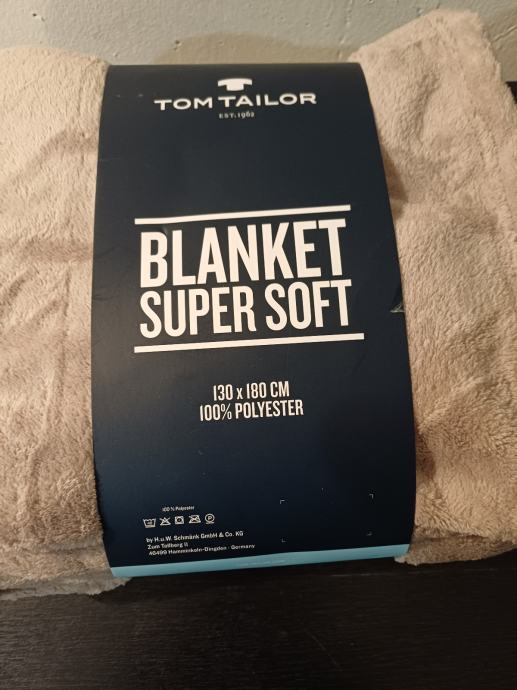 TOM TAILOR
EST. 1962
BLANKET
SUPER SOFT
130 x 180 CM
100% POLYESTER
100 % Polyester
by H.u.W. Schmänk GmbH & Co. KG
Zum Tollberg 11
46499 Hamminkeln-Dingden · Germany